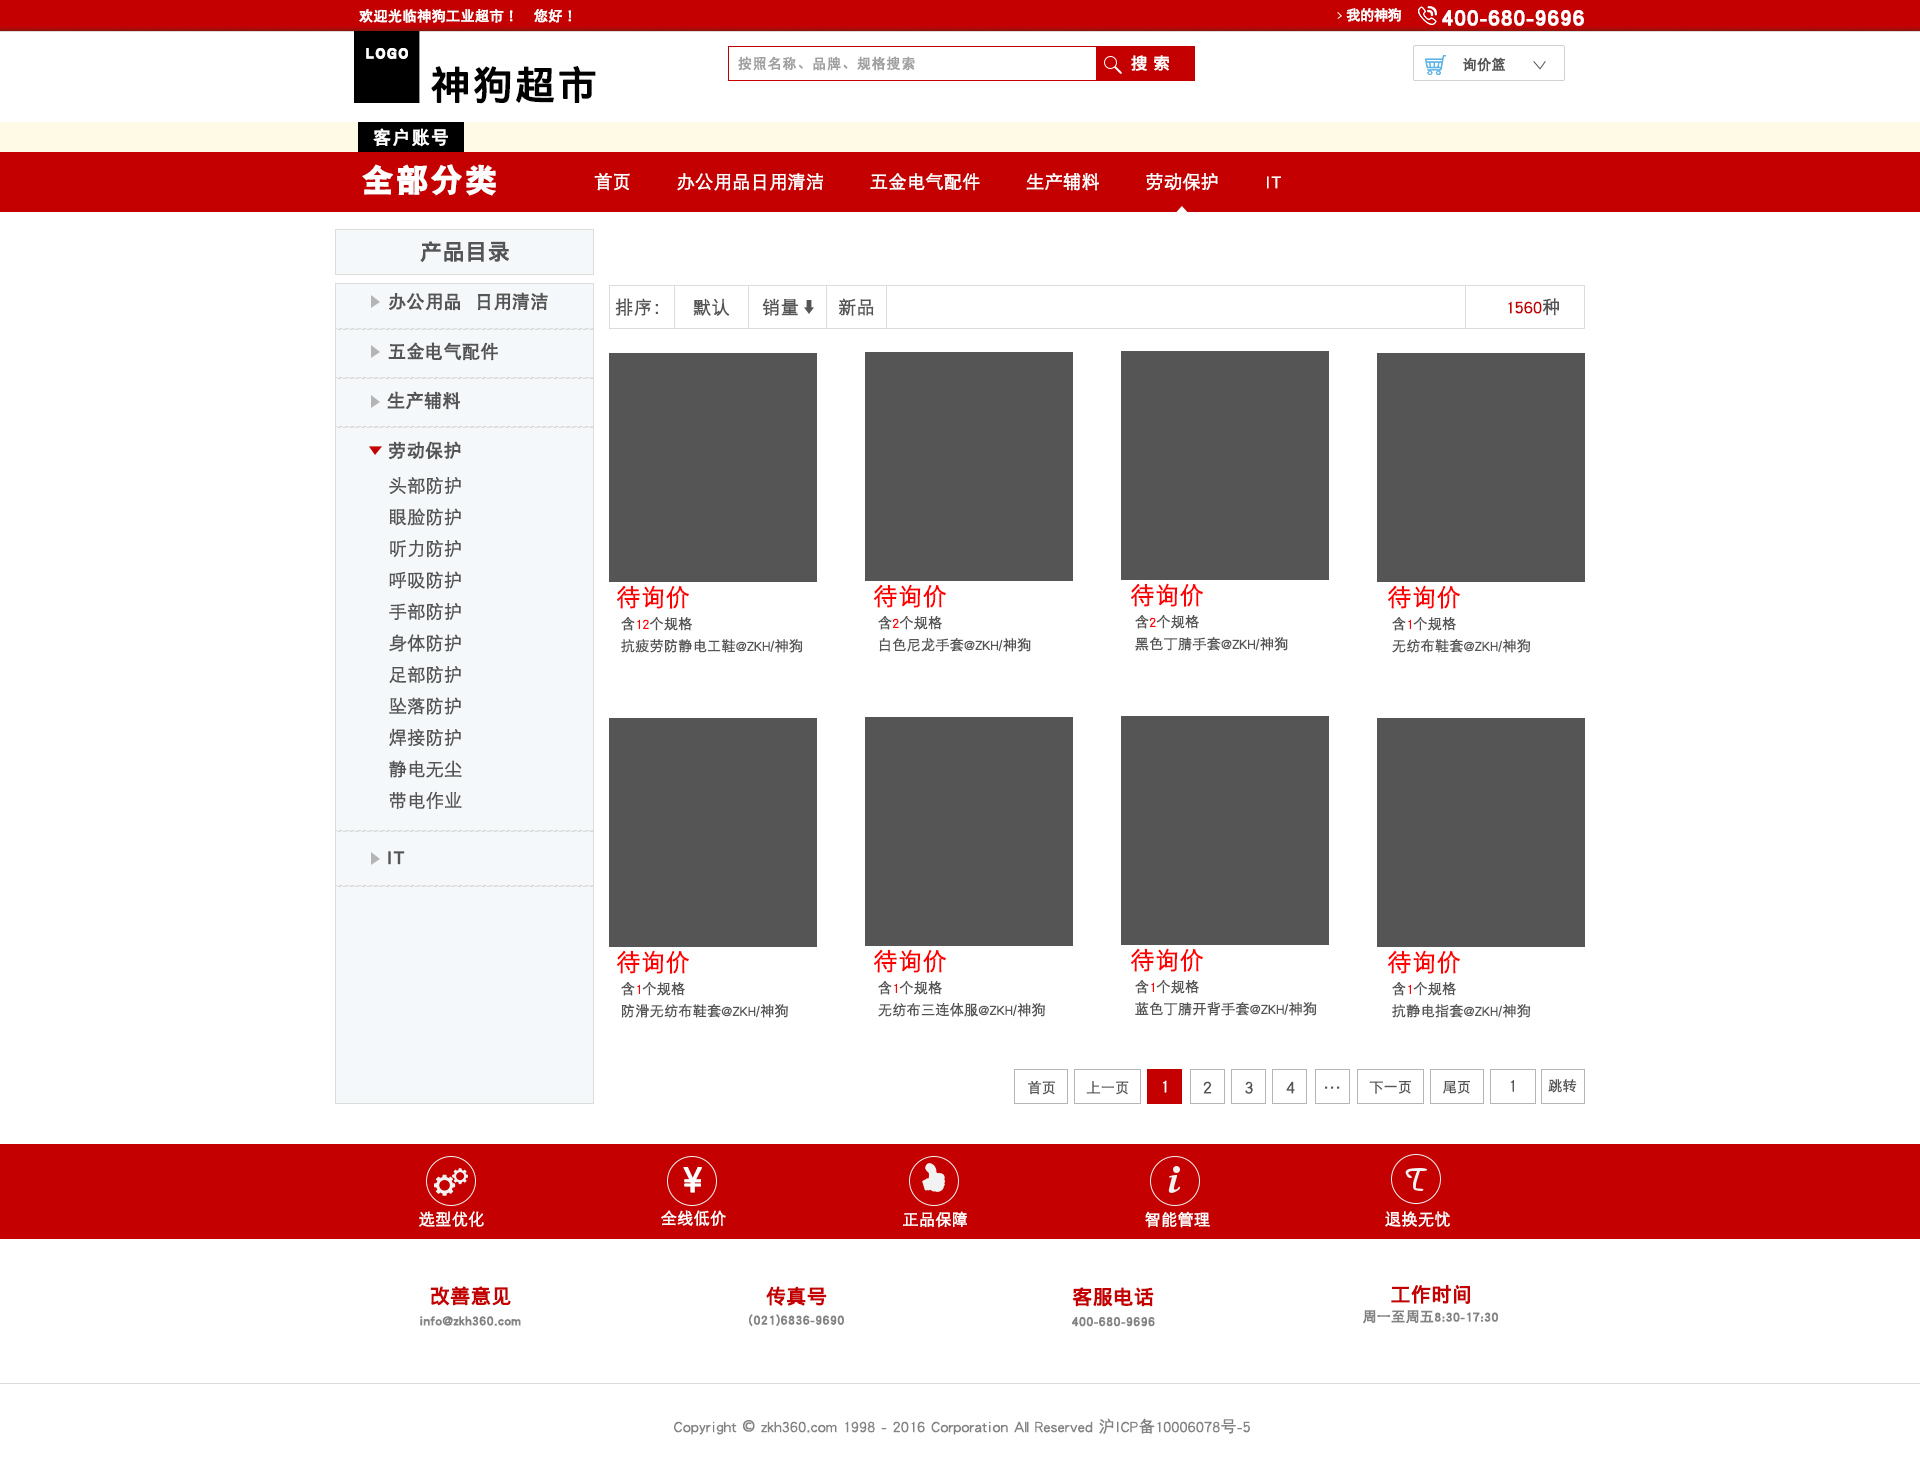 欢迎光临神狗工业超市！ 您好！
> 我的神狗 400-680-9696
LOGO
神狗超市
按照名称、品牌、规格搜索
搜 索
询价篮
客户账号
全部分类 首页 办公用品日用清洁 五金电气配件 生产辅料 劳动保护 IT
产品目录
办公用品 日用清洁
五金电气配件
生产辅料
劳动保护
头部防护
眼脸防护
听力防护
呼吸防护
手部防护
身体防护
足部防护
坠落防护
焊接防护
静电无尘
带电作业
IT
排序： 默认 销量 新品 1560种
待询价
含12个规格
抗疲劳防静电工鞋@ZKH/神狗
待询价
含2个规格
白色尼龙手套@ZKH/神狗
待询价
含2个规格
黑色丁腈手套@ZKH/神狗
待询价
含1个规格
无纺布鞋套@ZKH/神狗
待询价
含1个规格
防滑无纺布鞋套@ZKH/神狗
待询价
含1个规格
无纺布三连体服@ZKH/神狗
待询价
含1个规格
蓝色丁腈开背手套@ZKH/神狗
待询价
含1个规格
抗静电指套@ZKH/神狗
首页 上一页 1 2 3 4 ... 下一页 尾页 1 跳转
选型优化 ¥ 全线低价 正品保障 i 智能管理 退换无忧
改善意见
info@zkh360.com
传真号
(021)6836-9690
客服电话
400-680-9696
工作时间
周一至周五8:30-17:30
Copyright © zkh360.com 1998 - 2016 Corporation All Reserved 沪ICP备10006078号-5